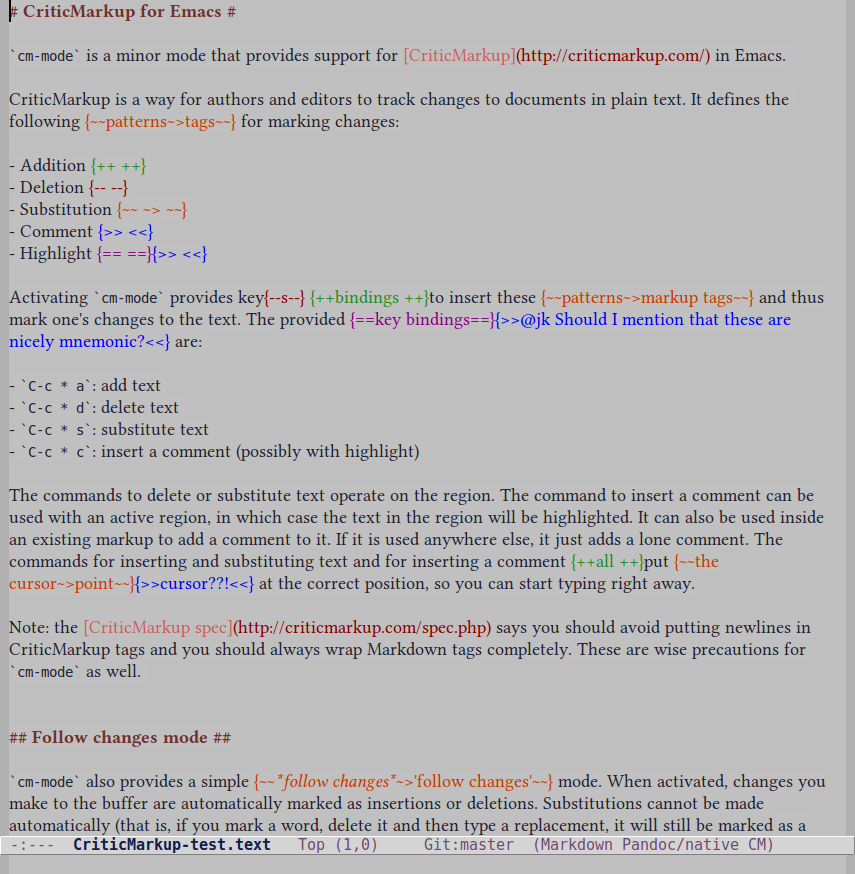 # CriticMarkup for Emacs #
`cm-mode` is a minor mode that provides support for [CriticMarkup](http://criticmarkup.com/) in Emacs.
CriticMarkup is a way for authors and editors to track changes to documents in plain text. It defines the
following {~~patterns~>tags~~} for marking changes:
- Addition {++ ++}
- Deletion {-- --}
- Substitution {~~ ~> ~~}
- Comment {>> <<}
- Highlight {== ==}{>> <<}
Activating `cm-mode` provides key{--s--} {++bindings ++}to insert these {~~patterns~>markup tags~~} and thus
mark one's changes to the text. The provided {==key bindings==}{>>@jk Should I mention that these are
nicely mnemonic?<<} are:
- `C-c * a`: add text
- `C-c * d`: delete text
- `C-c * s`: substitute text
- `C-c * c`: insert a comment (possibly with highlight)
The commands to delete or substitute text operate on the region. The command to insert a comment can be
used with an active region, in which case the text in the region will be highlighted. It can also be used inside
an existing markup to add a comment to it. If it is used anywhere else, it just adds a lone comment. The
commands for inserting and substituting text and for inserting a comment {++all ++}put {~~the
cursor~>point~~}{>>cursor??!<<} at the correct position, so you can start typing right away.
Note: the [CriticMarkup spec](http://criticmarkup.com/spec.php) says you should avoid putting newlines in
CriticMarkup tags and you should always wrap Markdown tags completely. These are wise precautions for
`cm-mode` as well.
## Follow changes mode ##
`cm-mode` also provides a simple {~~*follow changes*~>'follow changes'~~} mode. When activated, changes you
make to the buffer are automatically marked as insertions or deletions. Substitutions cannot be made
automatically (that is, if you mark a word, delete it and then type a replacement, it will still be marked as a
-:--- CriticMarkup-test.text Top (1,0) Git:master (Markdown Pandoc/native CM)